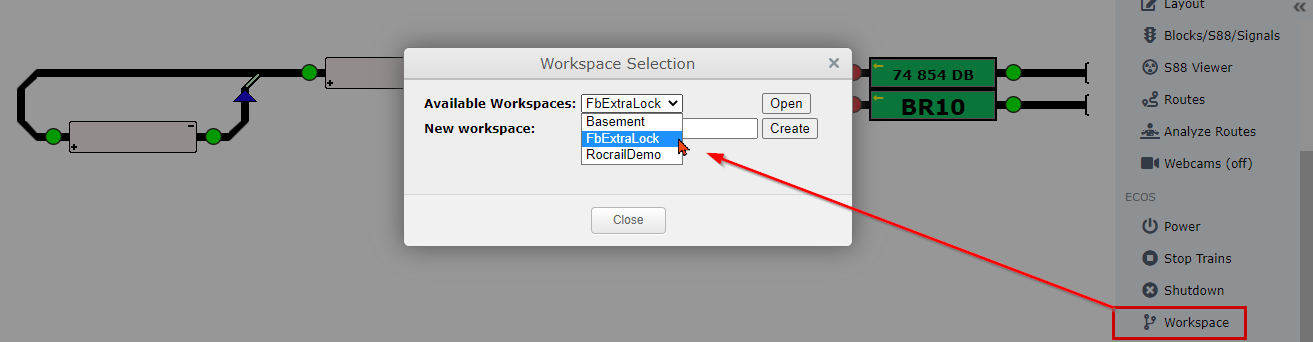 Layout
Blocks/S88/Signals
S88 Viewer
Routes
Analyze Routes
Webcams (off)
ECOS
Power
Stop Trains
Shutdown
Workspace
Workspace Selection
Available Workspaces: FbExtraLock Open
Basement
New workspace: FbExtraLock Create
RocrailDemo
Close
74 854 DB
BR10